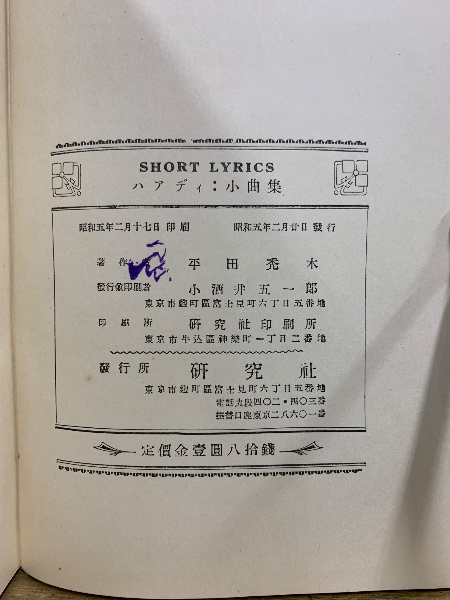 SHORT LYRICS
ハアディ：小曲集
昭和五年二月十七日 印刷 昭和五年二月廿日 發行
著作 平田禿木
發行兼印刷者 小酒井五一郎
東京市麴町區富士見町六丁目五番地
印刷所 研究社印刷所
東京市牛込區神樂町一丁目二番地
發行所 研究社
東京市麴町區富士見町六丁目五番地
電話九段四〇二・四〇三番
振替口座東京二八六〇一番
定價金壹圓八拾錢